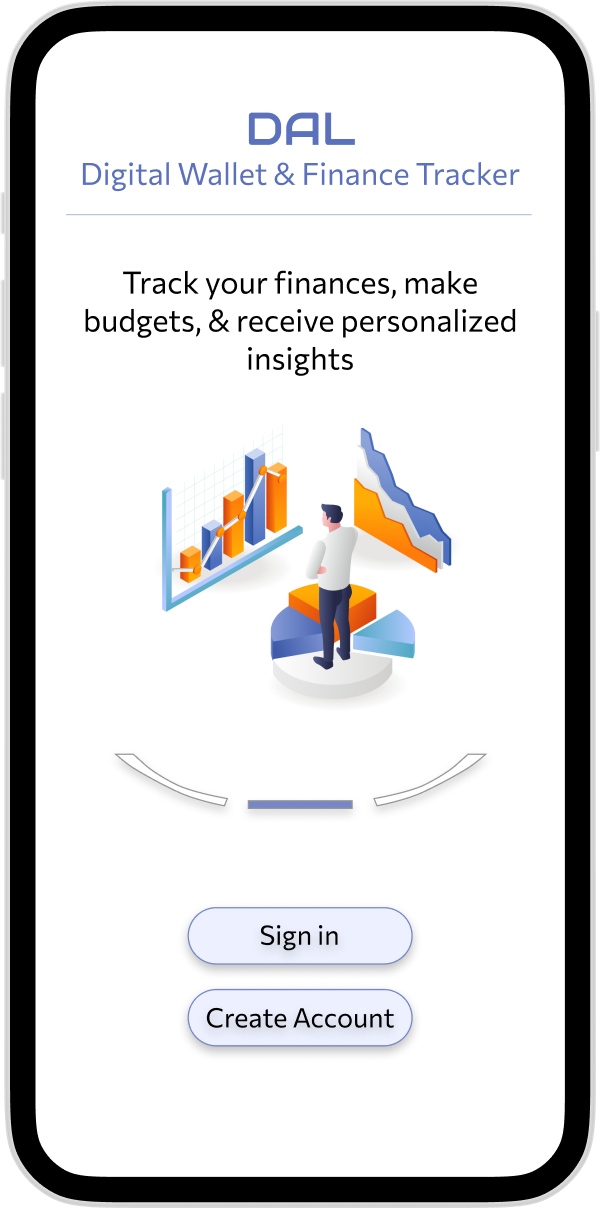 DAL
Digital Wallet & Finance Tracker
Track your finances, make
budgets, & receive personalized
insights
Sign in
Create Account